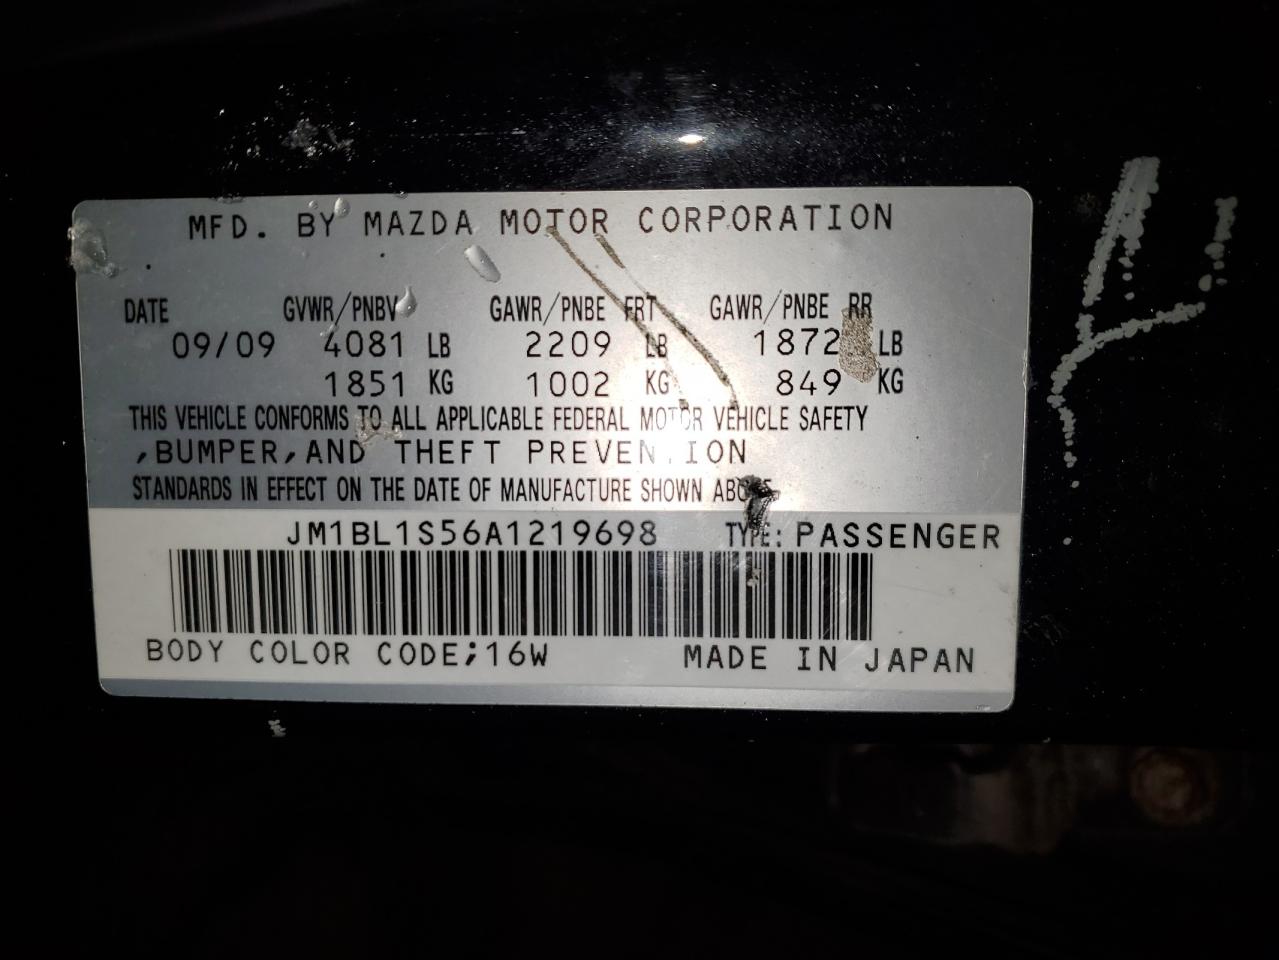 MFD. BY MAZDA MOTOR CORPORATION
DATE GVWR/PNBV GAWR/PNBE FRT GAWR/PNBE RR
09/09 4081 LB 2209 LB 1872 LB
1851 KG 1002 KG 849 KG
THIS VEHICLE CONFORMS TO ALL APPLICABLE FEDERAL MOTOR VEHICLE SAFETY
,BUMPER,AND THEFT PREVENTION
STANDARDS IN EFFECT ON THE DATE OF MANUFACTURE SHOWN ABOVE.
JM1BL1S56A1219698 TYPE: PASSENGER
BODY COLOR CODE;16W MADE IN JAPAN